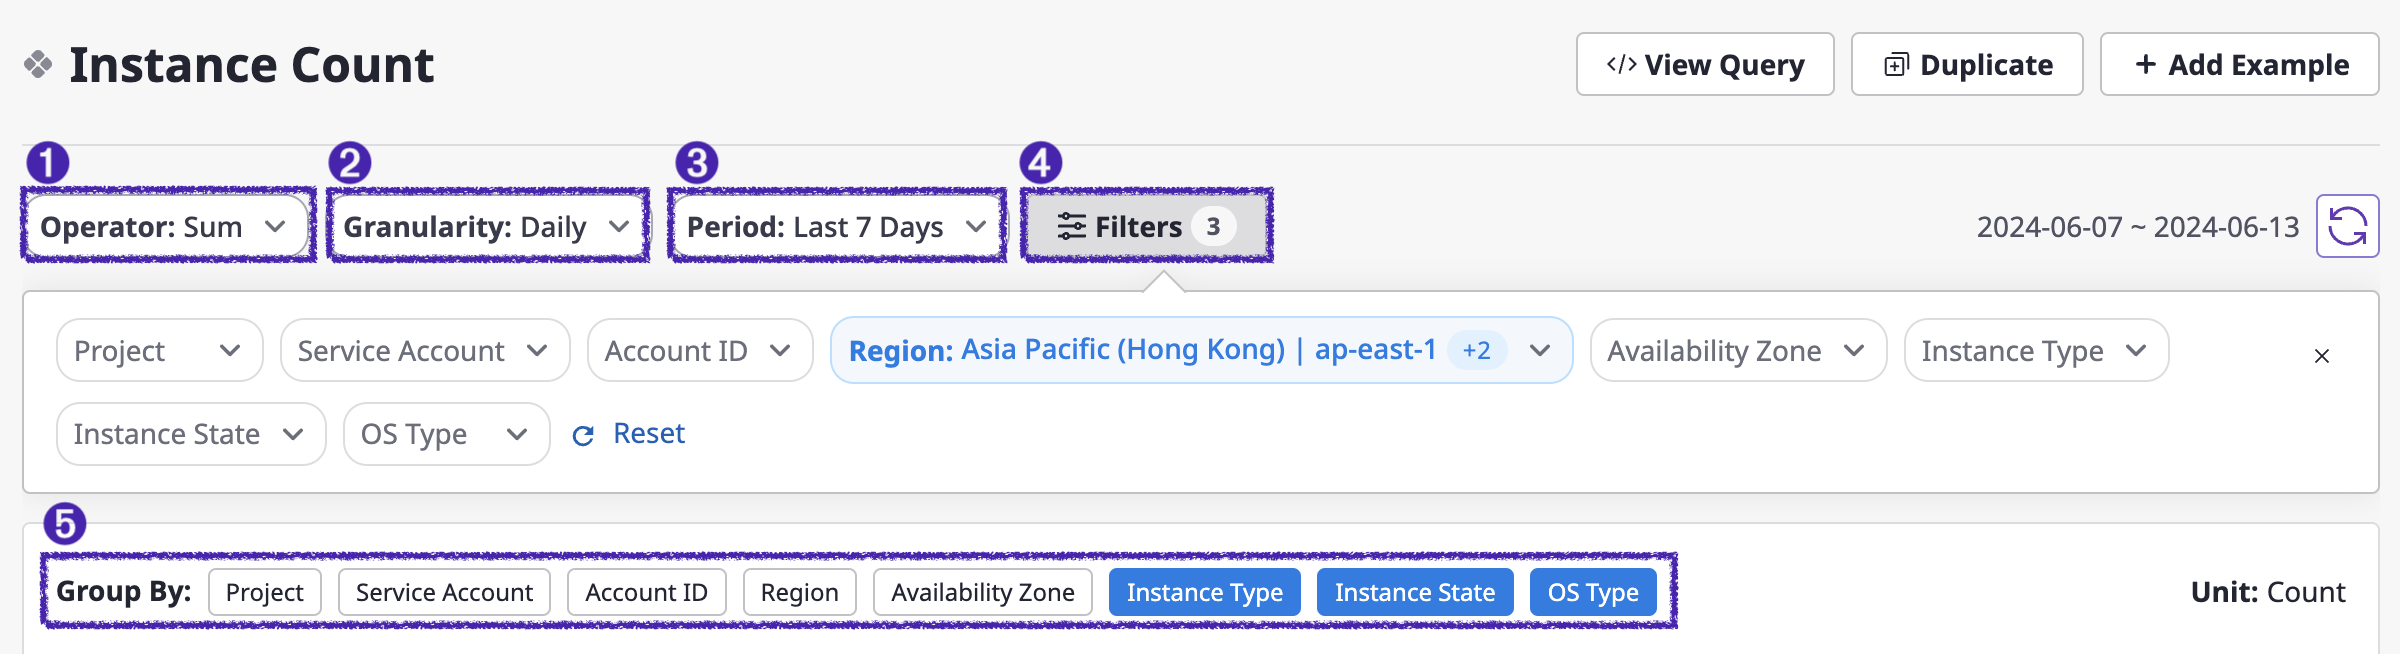 Instance Count
View Query
Duplicate
+ Add Example
1 2 3 4
Operator: Sum
Granularity: Daily
Period: Last 7 Days
Filters 3
2024-06-07 ~ 2024-06-13
Project
Service Account
Account ID
Region: Asia Pacific (Hong Kong) | ap-east-1 +2
Availability Zone
Instance Type
Instance State
OS Type
Reset
5
Group By: Project Service Account Account ID Region Availability Zone Instance Type Instance State OS Type
Unit: Count